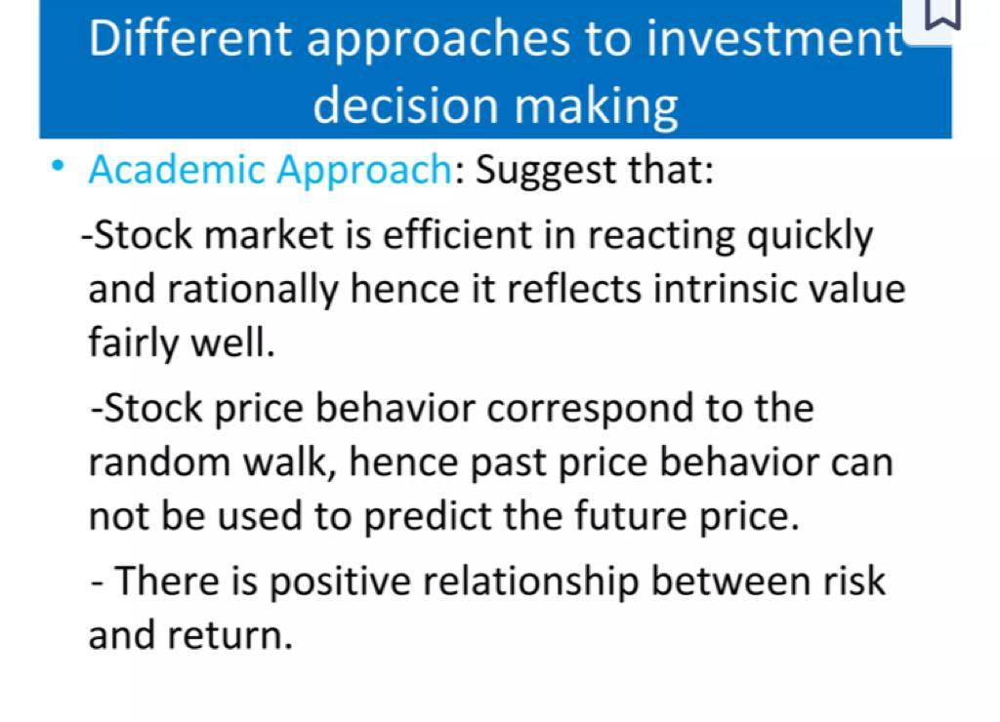 Different approaches to investment
decision making
• Academic Approach: Suggest that:
-Stock market is efficient in reacting quickly
and rationally hence it reflects intrinsic value
fairly well.
-Stock price behavior correspond to the
random walk, hence past price behavior can
not be used to predict the future price.
- There is positive relationship between risk
and return.